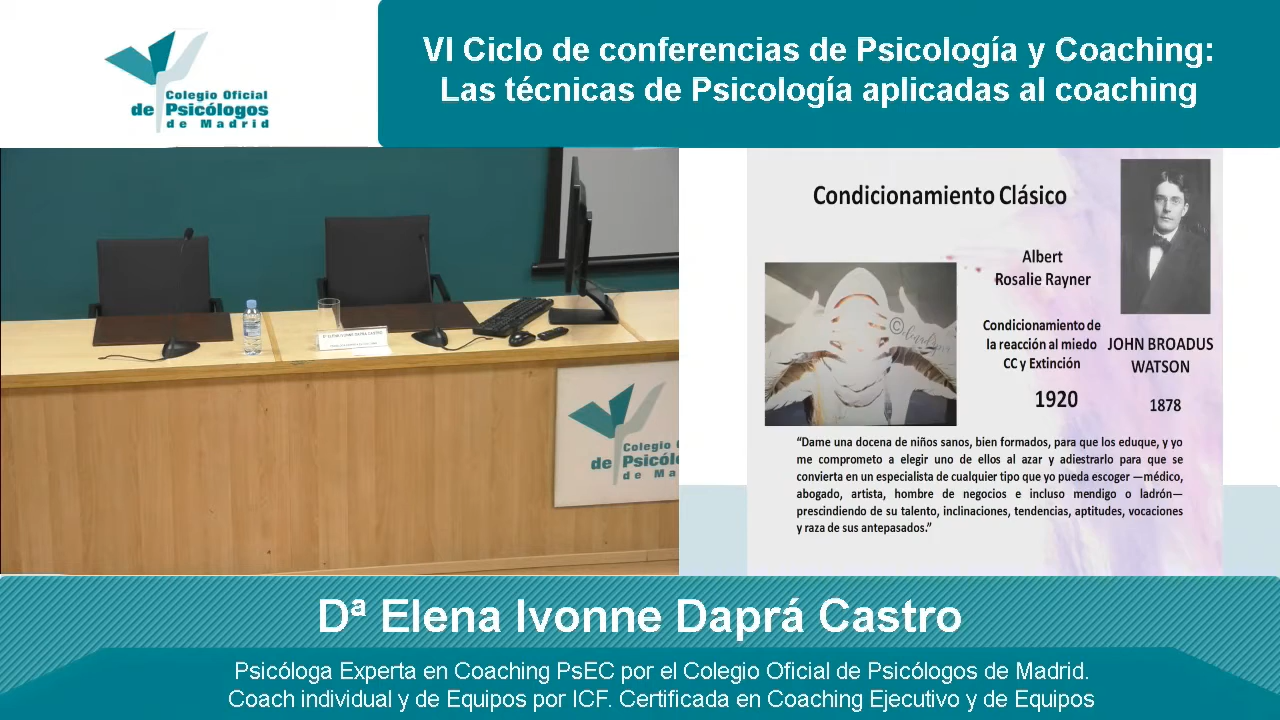 Colegio Oficial
de Psicólogos
de Madrid
VI Ciclo de conferencias de Psicología y Coaching:
Las técnicas de Psicología aplicadas al coaching
Colegio
de Psicól
de Ma
Condicionamiento Clásico
Albert
Rosalie Rayner
Condicionamiento de
la reacción al miedo
CC y Extinción
1920
JOHN BROADUS
WATSON
1878
©
“Dame una docena de niños sanos, bien formados, para que los eduque, y yo
me comprometo a elegir uno de ellos al azar y adiestrarlo para que se
convierta en un especialista de cualquier tipo que yo pueda escoger —médico,
abogado, artista, hombre de negocios e incluso mendigo o ladrón—
prescindiendo de su talento, inclinaciones, tendencias, aptitudes, vocaciones
y raza de sus antepasados.”
Dª Elena Ivonne Daprá Castro
Psicóloga Experta en Coaching PsEC por el Colegio Oficial de Psicólogos de Madrid.
Coach individual y de Equipos por ICF. Certificada en Coaching Ejecutivo y de Equipos